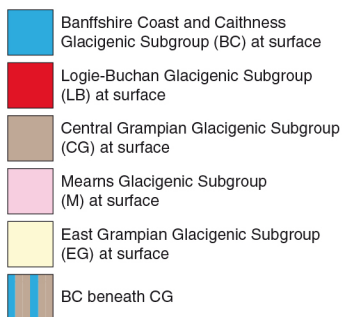 Banffshire Coast and Caithness
Glacigenic Subgroup (BC) at surface
Logie-Buchan Glacigenic Subgroup
(LB) at surface
Central Grampian Glacigenic Subgroup
(CG) at surface
Mearns Glacigenic Subgroup
(M) at surface
East Grampian Glacigenic Subgroup
(EG) at surface
BC beneath CG